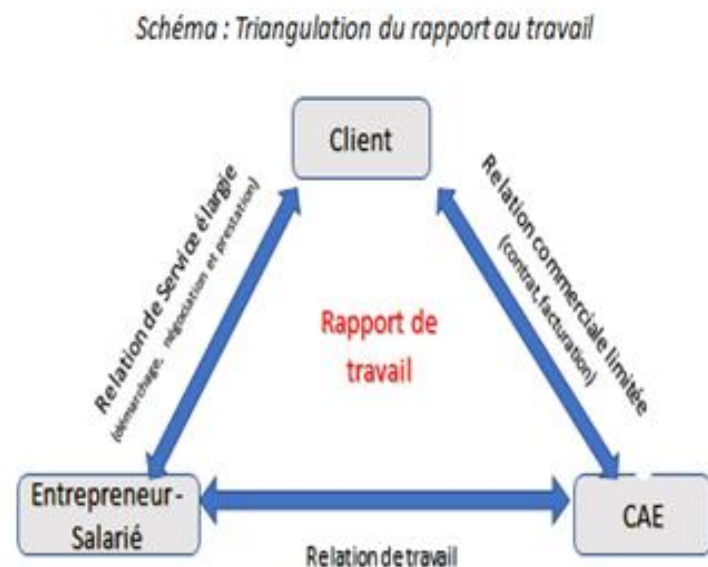 Schéma : Triangulation du rapport au travail
Client
Relation de Service élargie
(démarchage, négociation et prestation)
Relation commerciale limitée
(contrat, facturation)
Rapport de
travail
Entrepreneur-
Salarié
CAE
Relation de travail